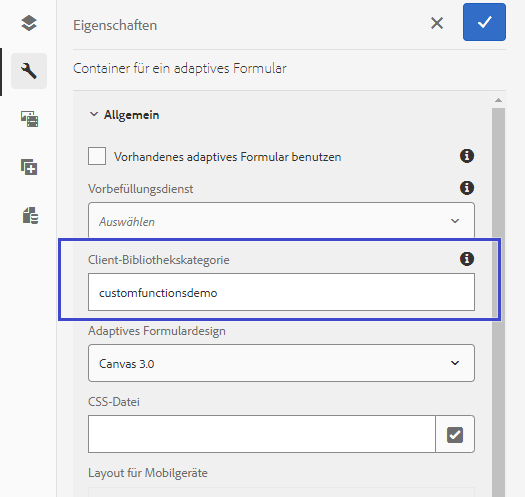 Eigenschaften
Container für ein adaptives Formular
Allgemein
Vorhandenes adaptives Formular benutzen
Vorbefüllungsdienst
Auswählen
Client-Bibliothekskategorie
customfunctionsdemo
Adaptives Formulardesign
Canvas 3.0
CSS-Datei
Layout für Mobilgeräte